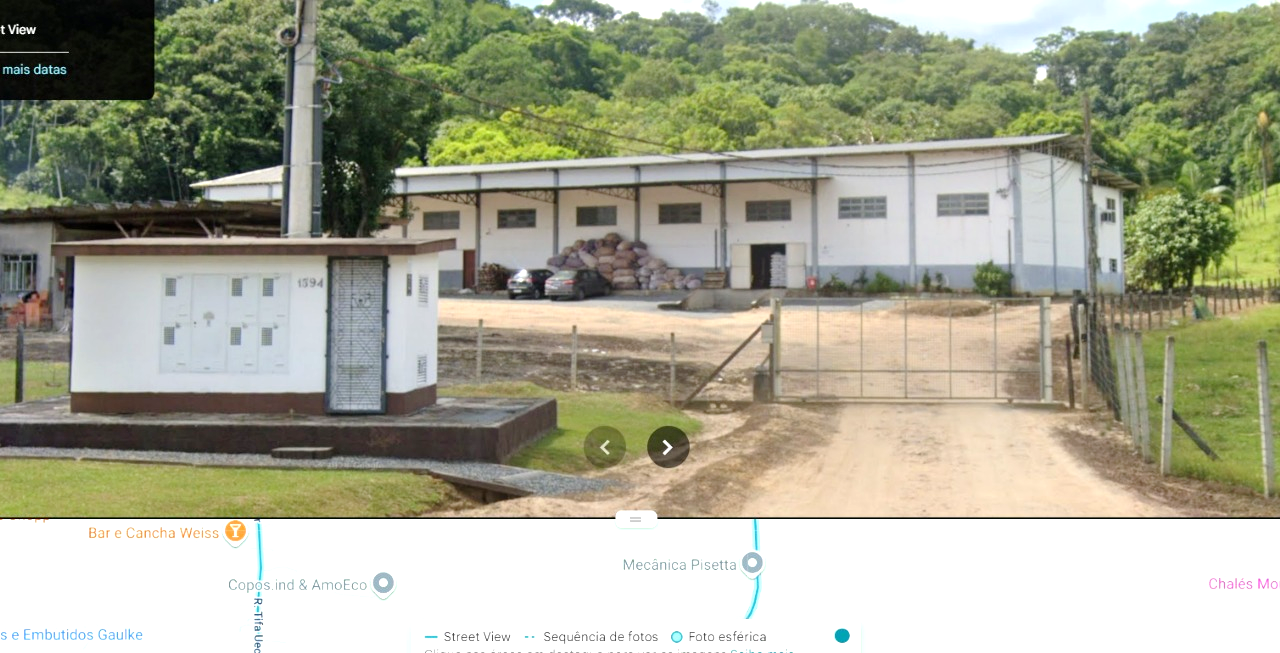 t View
mais datas
1594
Bar e Cancha Weiss
Mecânica Pisetta
Copos.ind & AmoEco
Chalés Mo
s e Embutidos Gaulke
R. Tifa
Street View
Sequência de fotos
Foto esférica